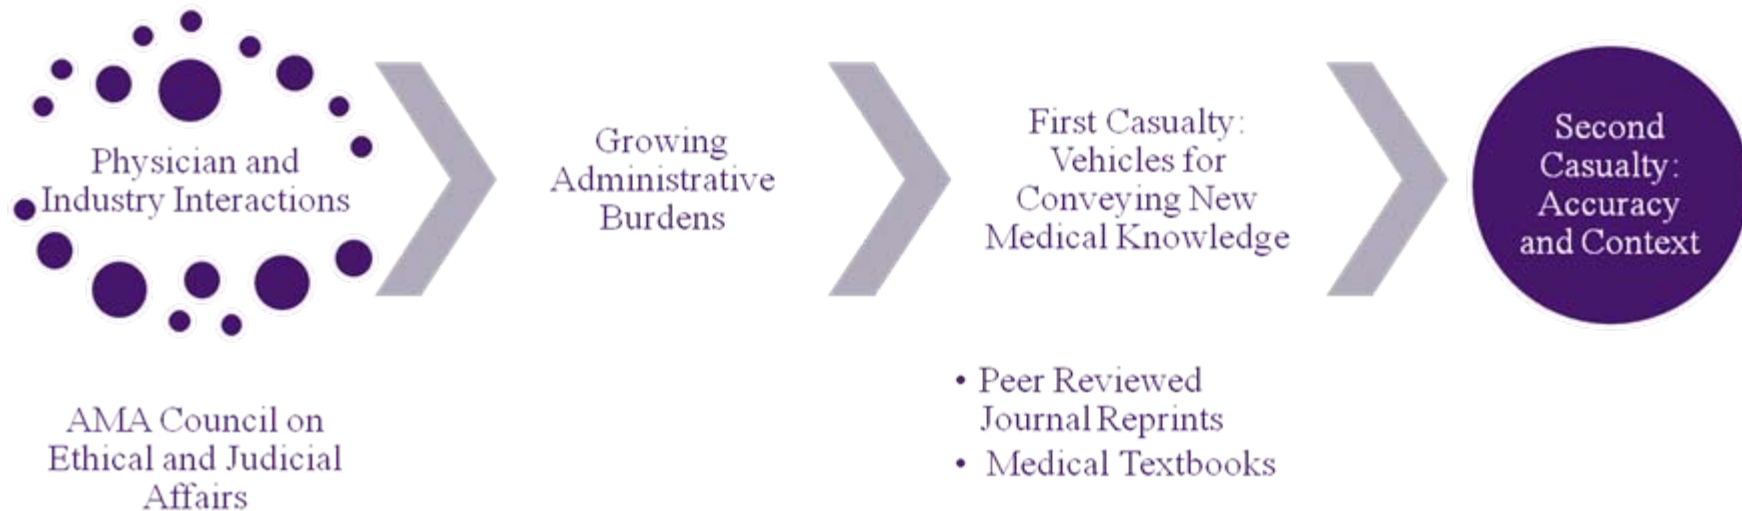 Physician and
Industry Interactions
AMA Council on
Ethical and Judicial
Affairs
Growing
Administrative
Burdens
First Casualty:
Vehicles for
Conveying New
Medical Knowledge
• Peer Reviewed
Journal Reprints
• Medical Textbooks
Second
Casualty:
Accuracy
and Context